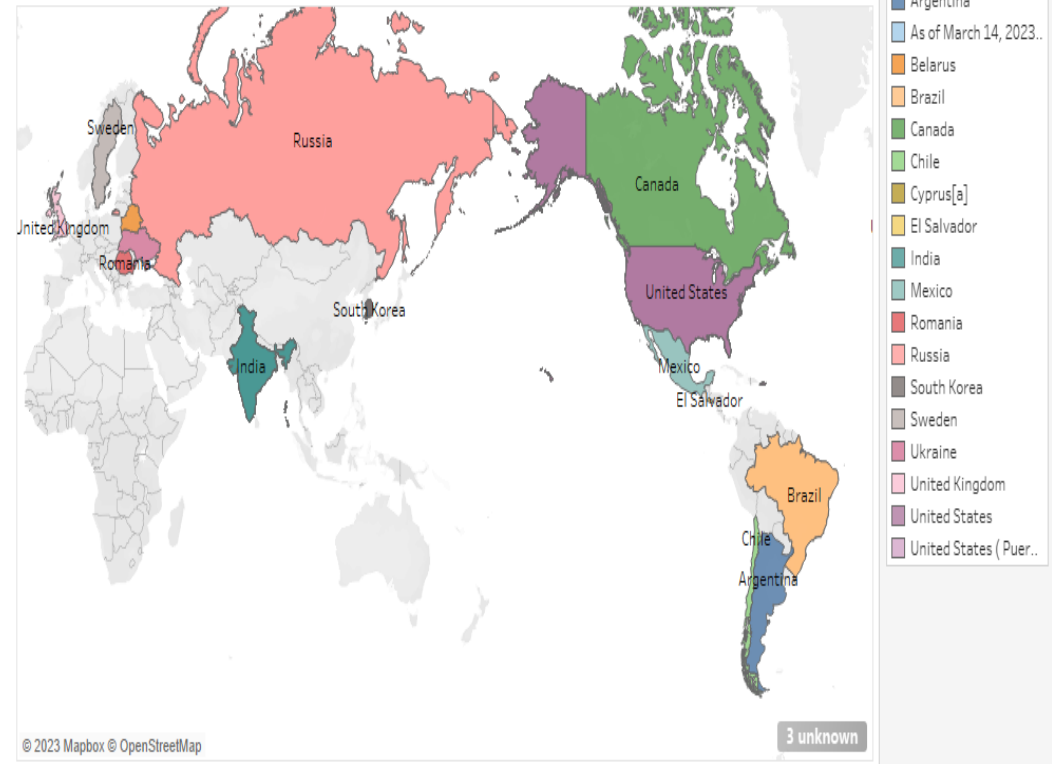 Sweden
Russia
United Kingdom
Romania
South Korea
India
Canada
United States
Mexico
El Salvador
Brazil
Chile
Argentina
© 2023 Mapbox © OpenStreetMap
3 unknown
Argentina
As of March 14, 2023..
Belarus
Brazil
Canada
Chile
Cyprus[a]
El Salvador
India
Mexico
Romania
Russia
South Korea
Sweden
Ukraine
United Kingdom
United States
United States ( Puer..